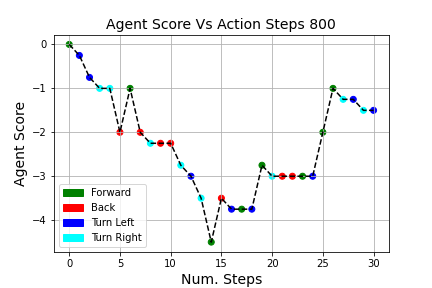 Agent Score Vs Action Steps 800
0
−1
−2
−3
−4
Agent Score
Forward
Back
Turn Left
Turn Right
0 5 10 15 20 25 30
Num. Steps